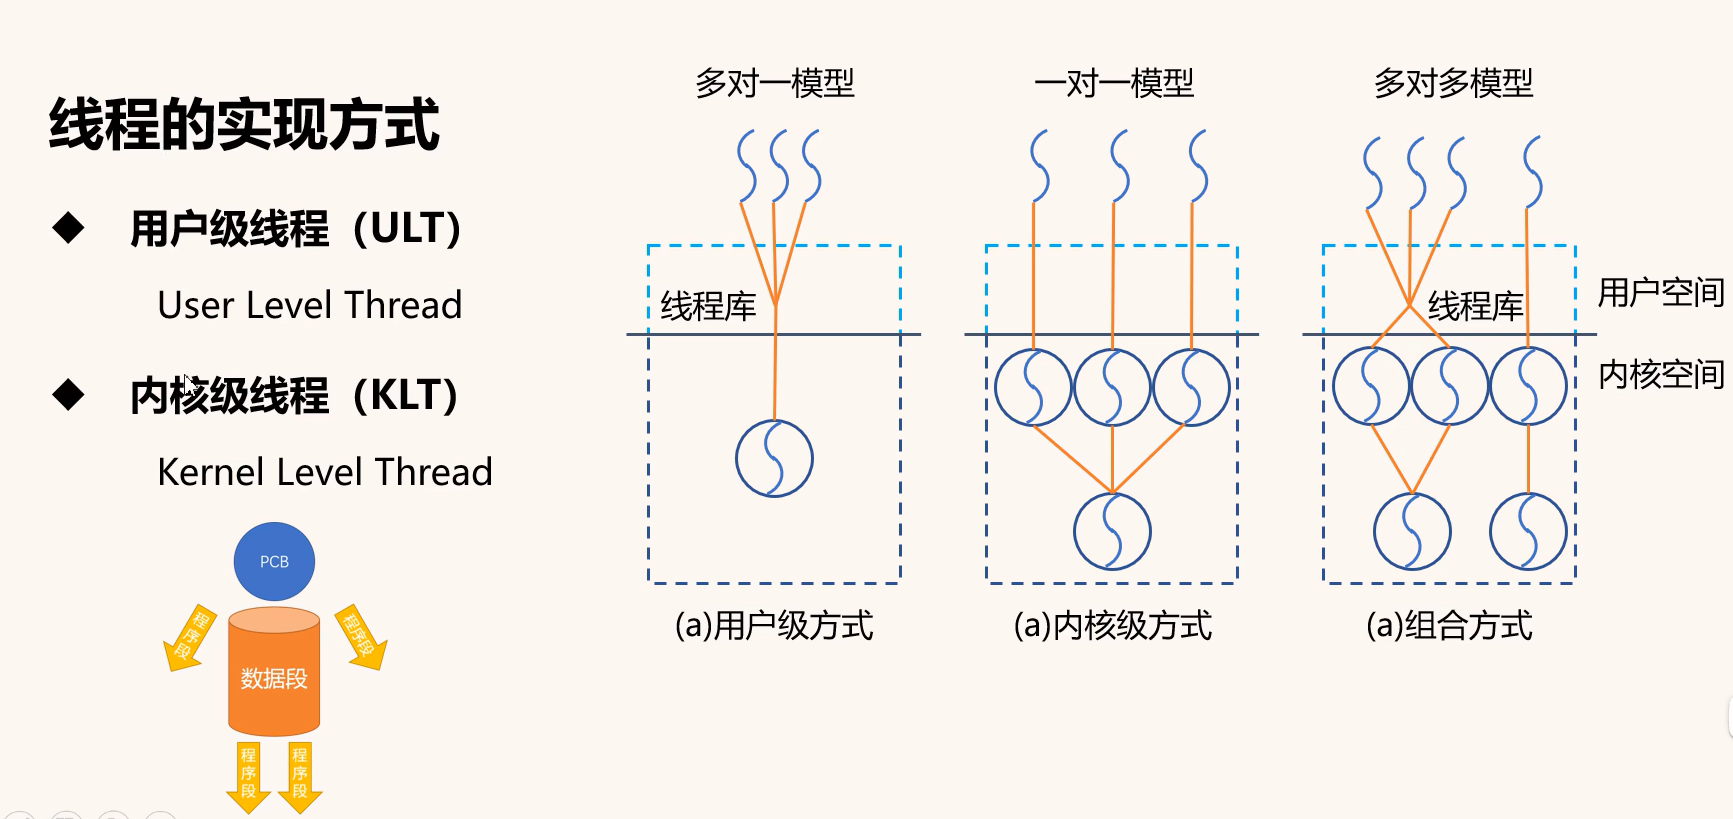 线程的实现方式
◆ 用户级线程（ULT）
User Level Thread
◆ 内核级线程（KLT）
Kernel Level Thread
PCB
程序段
程序段
数据段
程序段
程序段
多对一模型
一对一模型
多对多模型
线程库
线程库
用户空间
内核空间
(a)用户级方式
(a)内核级方式
(a)组合方式